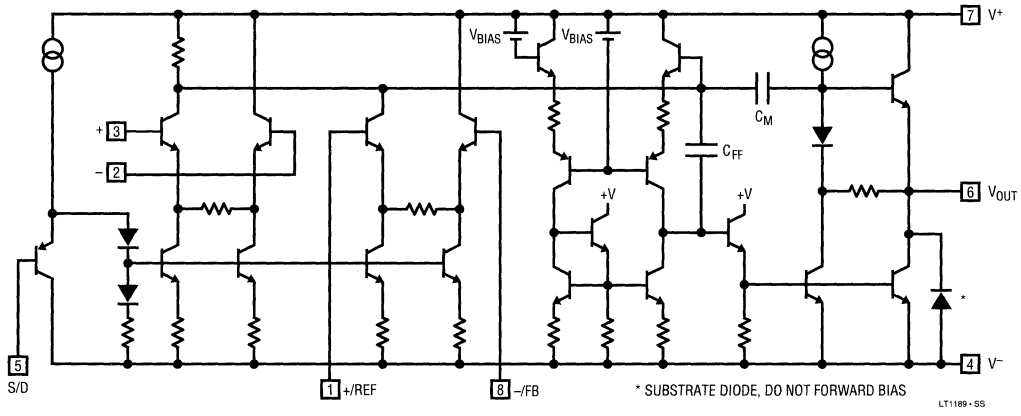 7 V+
VBIAS VBIAS
+ 3
CM
- 2
CFF
+V +V
6 VOUT
*
5
S/D
1 +/REF
8 –/FB
4 V–
* SUBSTRATE DIODE, DO NOT FORWARD BIAS
LT1189 • SS